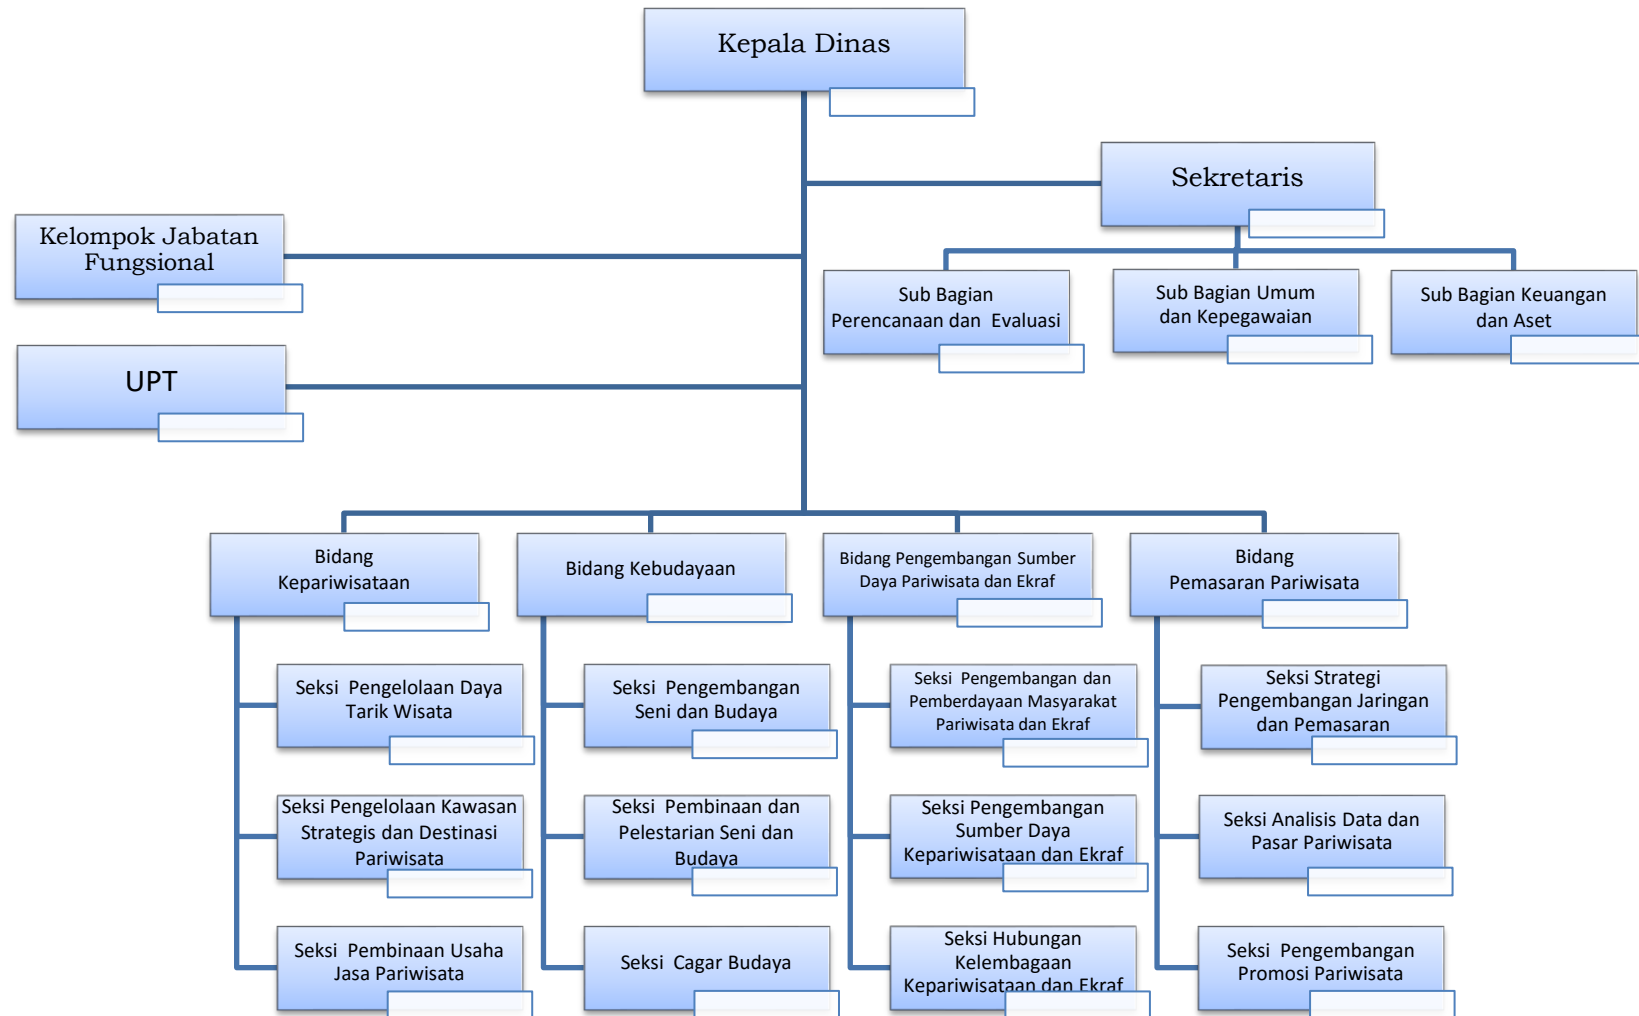 Kepala Dinas
Sekretaris
Kelompok Jabatan
Fungsional
Sub Bagian
Perencanaan dan Evaluasi
Sub Bagian Umum
dan Kepegawaian
Sub Bagian Keuangan
dan Aset
UPT
Bidang
Kepariwisataan
Bidang Kebudayaan
Bidang Pengembangan Sumber
Daya Pariwisata dan Ekraf
Bidang
Pemasaran Pariwisata
Seksi Pengelolaan Daya
Tarik Wisata
Seksi Pengembangan
Seni dan Budaya
Seksi Pengembangan dan
Pemberdayaan Masyarakat
Pariwisata dan Ekraf
Seksi Strategi
Pengembangan Jaringan
dan Pemasaran
Seksi Pengelolaan Kawasan
Strategis dan Destinasi
Pariwisata
Seksi Pembinaan dan
Pelestarian Seni dan
Budaya
Seksi Pengembangan
Sumber Daya
Kepariwisataan dan Ekraf
Seksi Analisis Data dan
Pasar Pariwisata
Seksi Pembinaan Usaha
Jasa Pariwisata
Seksi Cagar Budaya
Seksi Hubungan
Kelembagaan
Kepariwisataan dan Ekraf
Seksi Pengembangan
Promosi Pariwisata